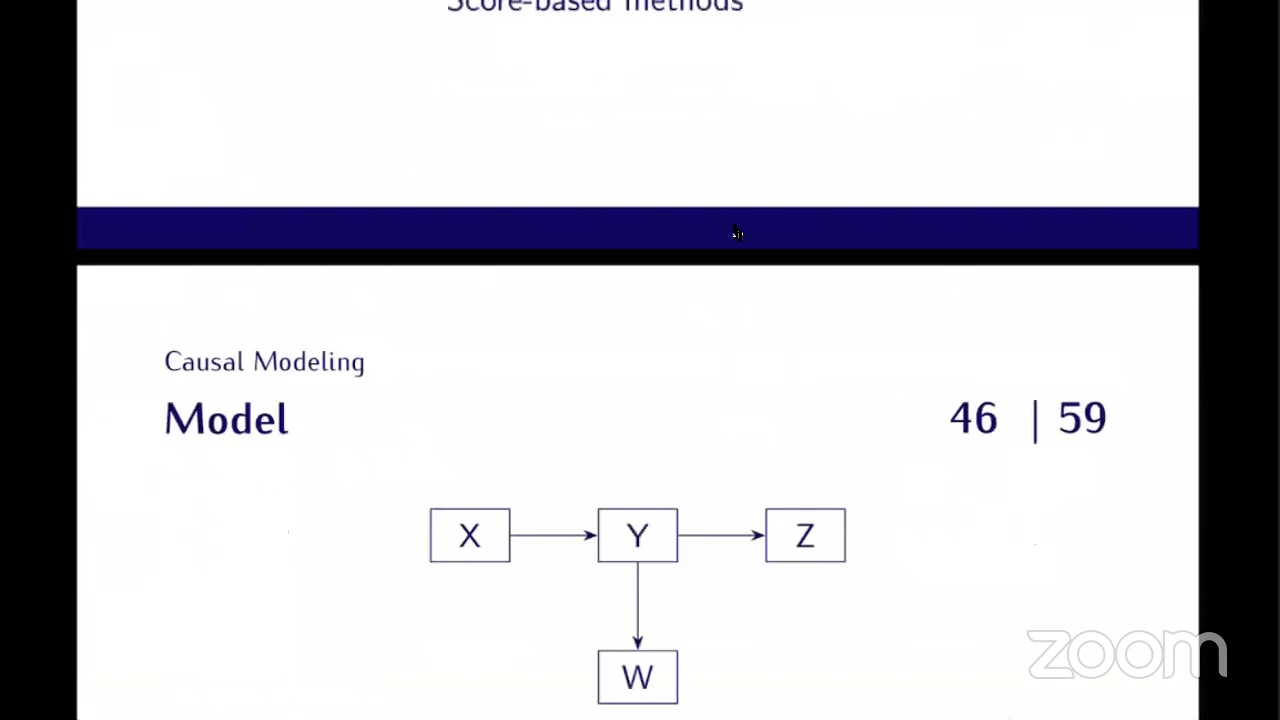 Score-based methods
Causal Modeling
Model 46 | 59
X Y Z
W
zoom